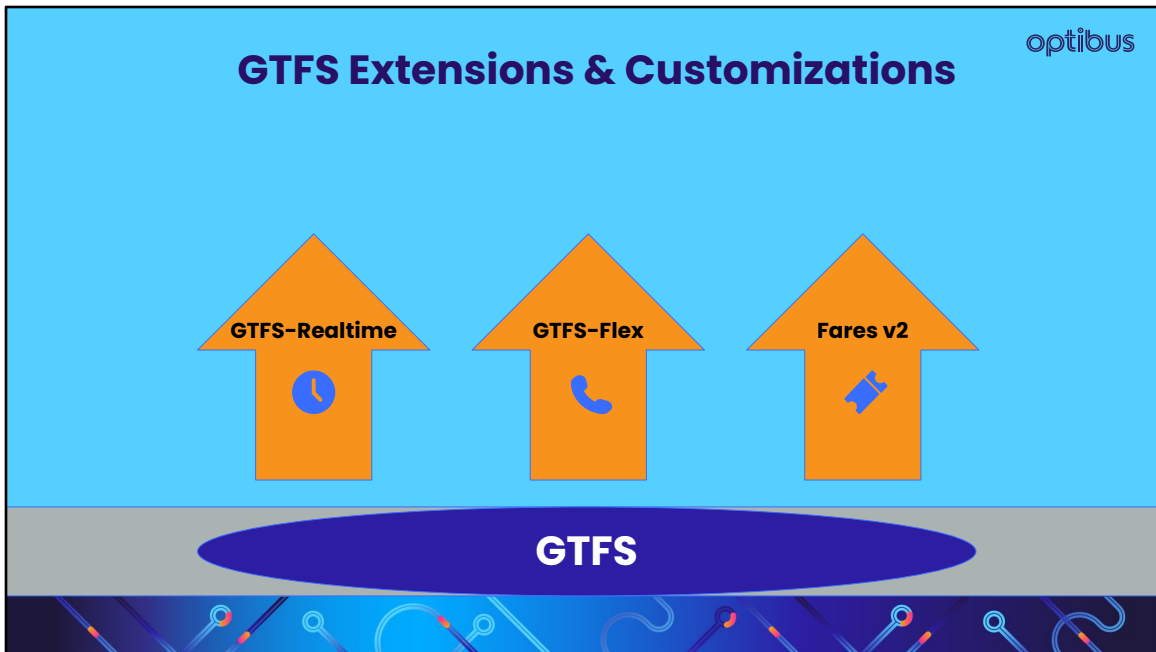 optibus
GTFS Extensions & Customizations
GTFS-Realtime
GTFS-Flex
Fares v2
GTFS